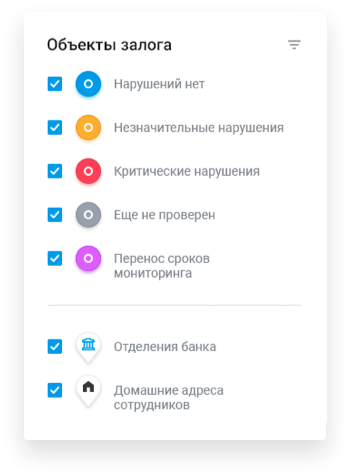 Объекты залога
Нарушений нет
Незначительные нарушения
Критические нарушения
Еще не проверен
Перенос сроков
мониторинга
Отделения банка
Домашние адреса
сотрудников